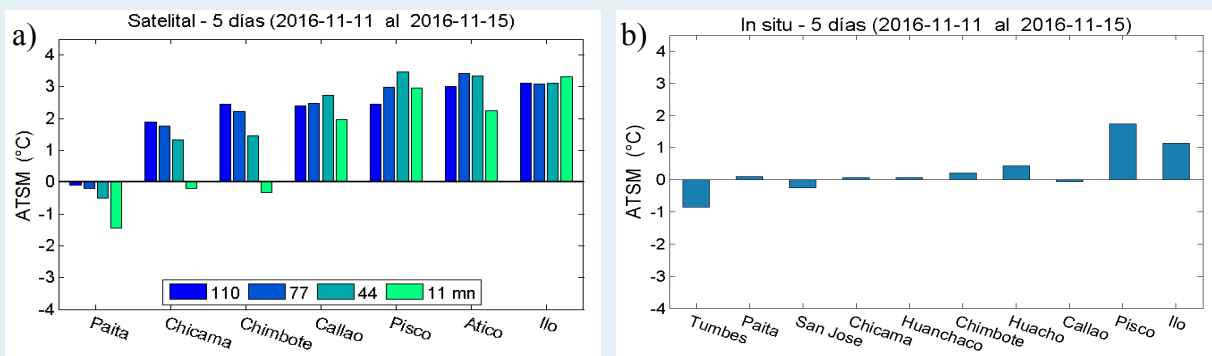 a)
Satelital - 5 días (2016-11-11 al 2016-11-15)
ATSM (°C)
4
3
2
1
0
-1
-2
-3
-4
110 77 44 11 mn
Paita Chicama Chimbote Callao Pisco Atico Ilo
b)
In situ - 5 días (2016-11-11 al 2016-11-15)
ATSM (°C)
4
3
2
1
0
-1
-2
-3
-4
Tumbes Paita San Jose Chicama Huanchaco Chimbote Huacho Callao Pisco Ilo